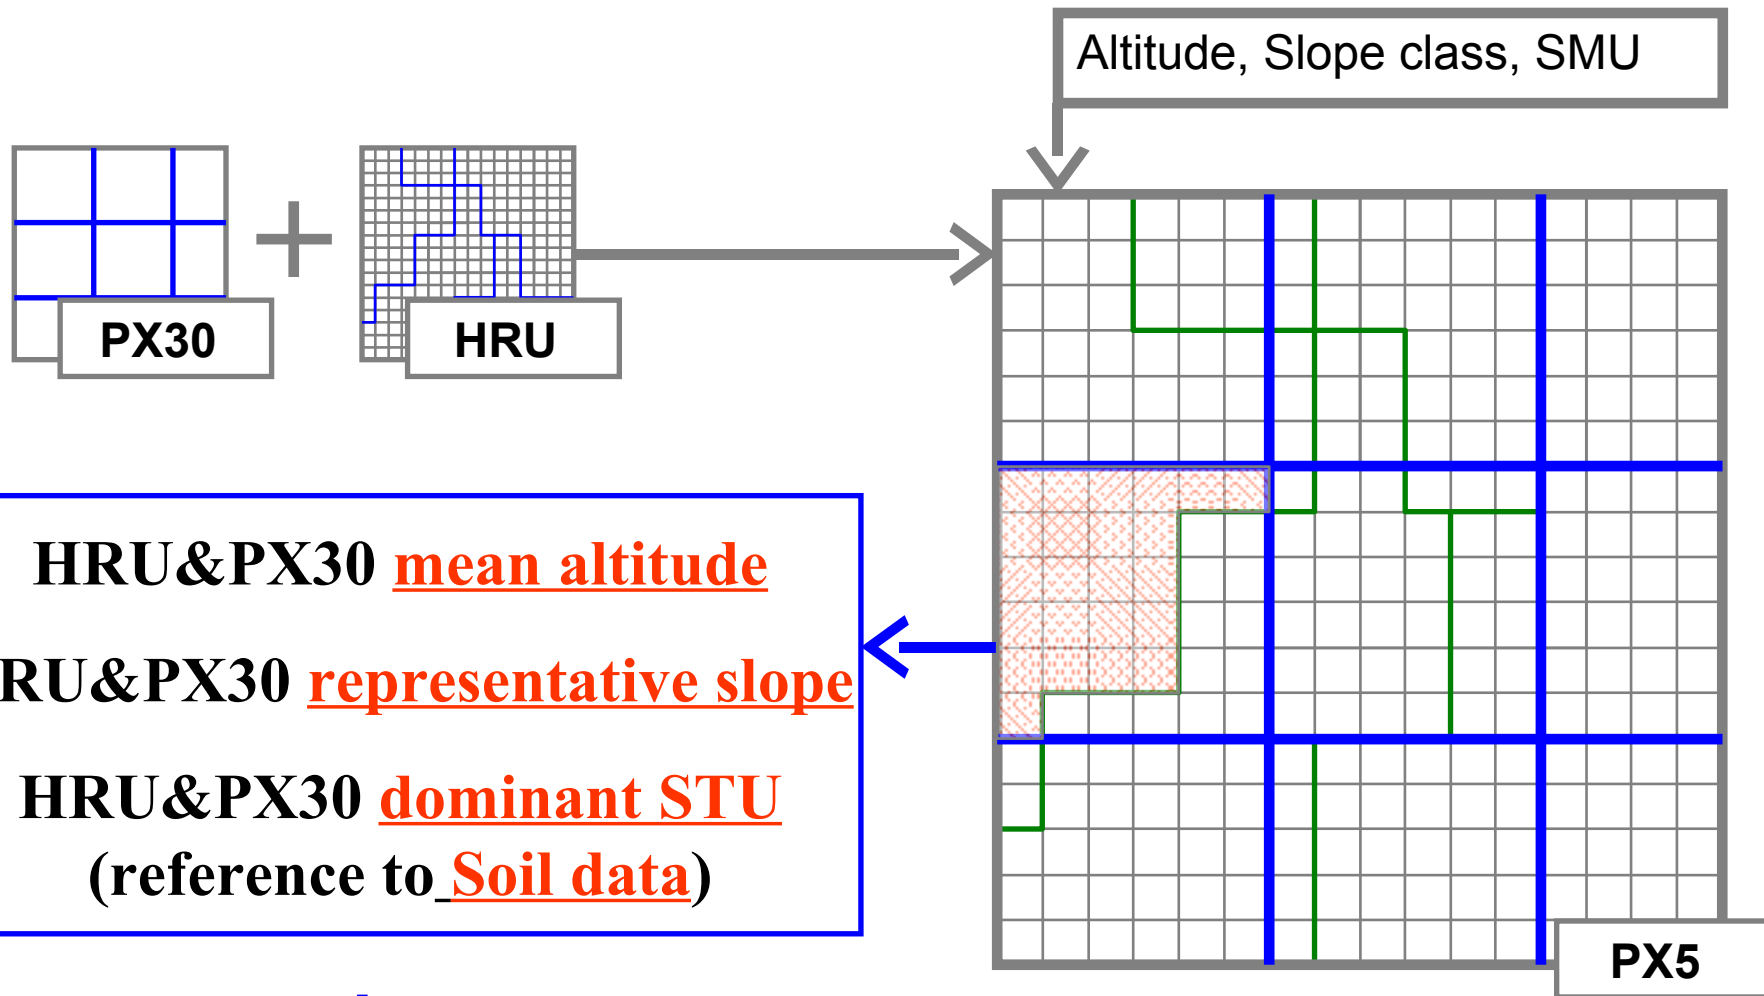 Altitude, Slope class, SMU
PX30
HRU
HRU&PX30 mean altitude
RU&PX30 representative slope
HRU&PX30 dominant STU
(reference to Soil data)
PX5